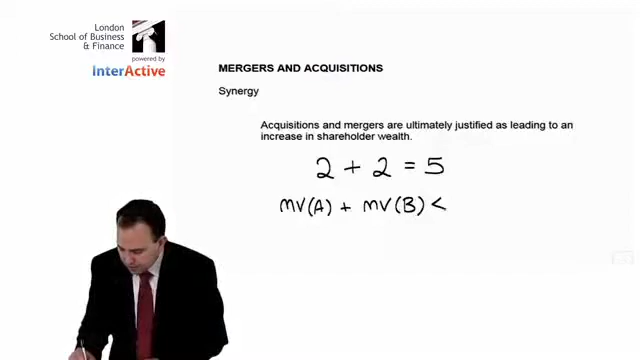 London
School of Business
& Finance
powered by
InterActive
MERGERS AND ACQUISITIONS
Synergy
Acquisitions and mergers are ultimately justified as leading to an
increase in shareholder wealth.
2 + 2 = 5
MV(A) + MV(B) <